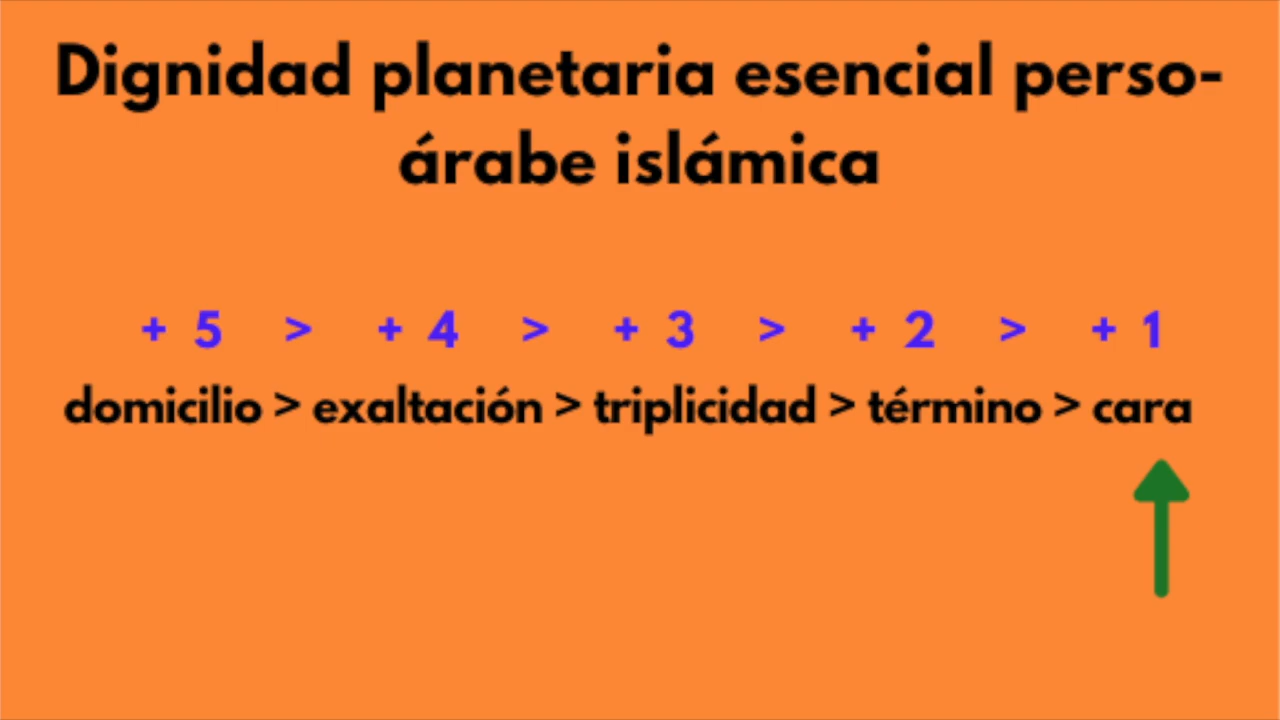 Dignidad planetaria esencial perso-
árabe islámica
+ 5 > + 4 > + 3 > + 2 > + 1
domicilio > exaltación > triplicidad > término > cara